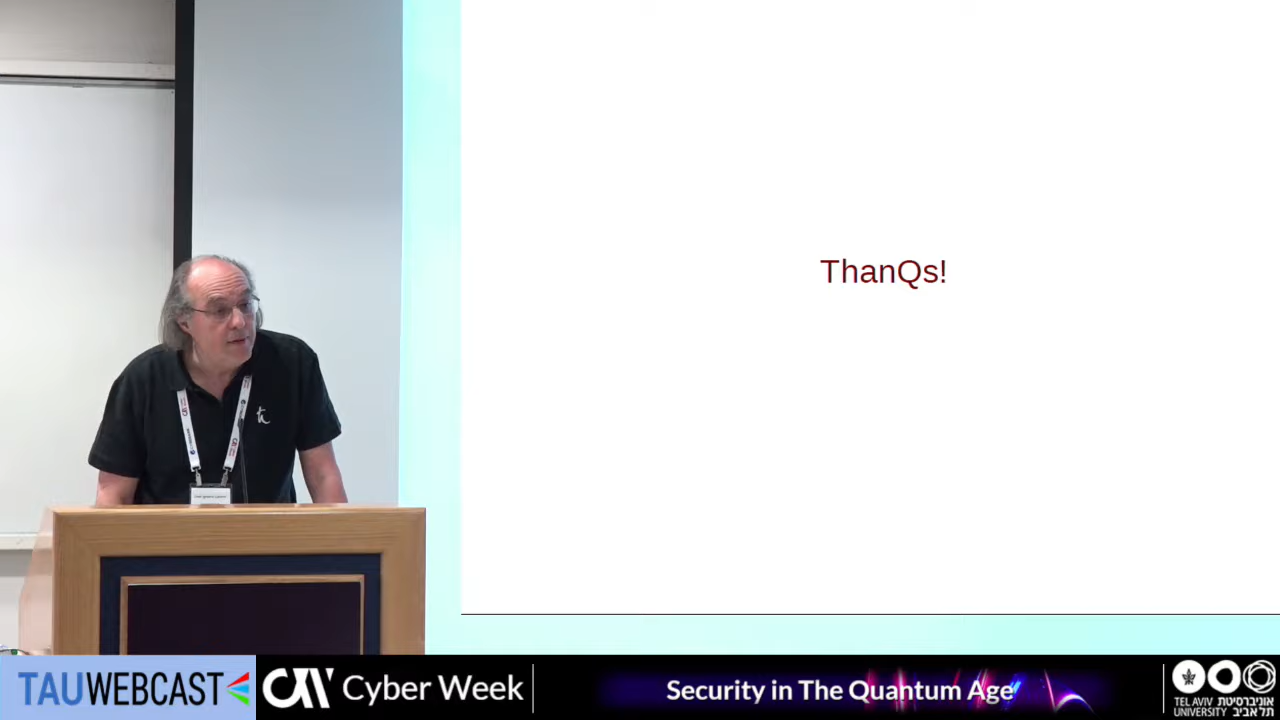 ThanQs!
TAUWEBCAST
Cyber Week
Security in The Quantum Age
TEL AVIV אוניברסיטת
UNIVERSITY תל אביב